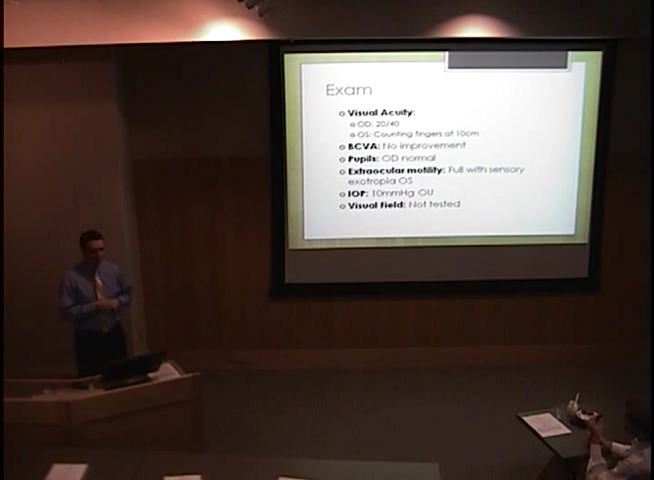 Exam
o Visual Acuity:
o OD: 20/40
o OS: Counting fingers at 10cm
o BCVA: No improvement
o Pupils: OD normal
o Extraocular motility: Full with sensory
exotropia OS
o IOP: 10mmHg OU
o Visual Field: Not tested